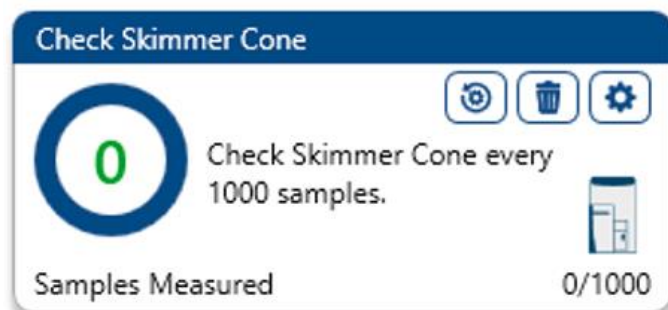 Check Skimmer Cone
0
Check Skimmer Cone every
1000 samples.
Samples Measured
0/1000